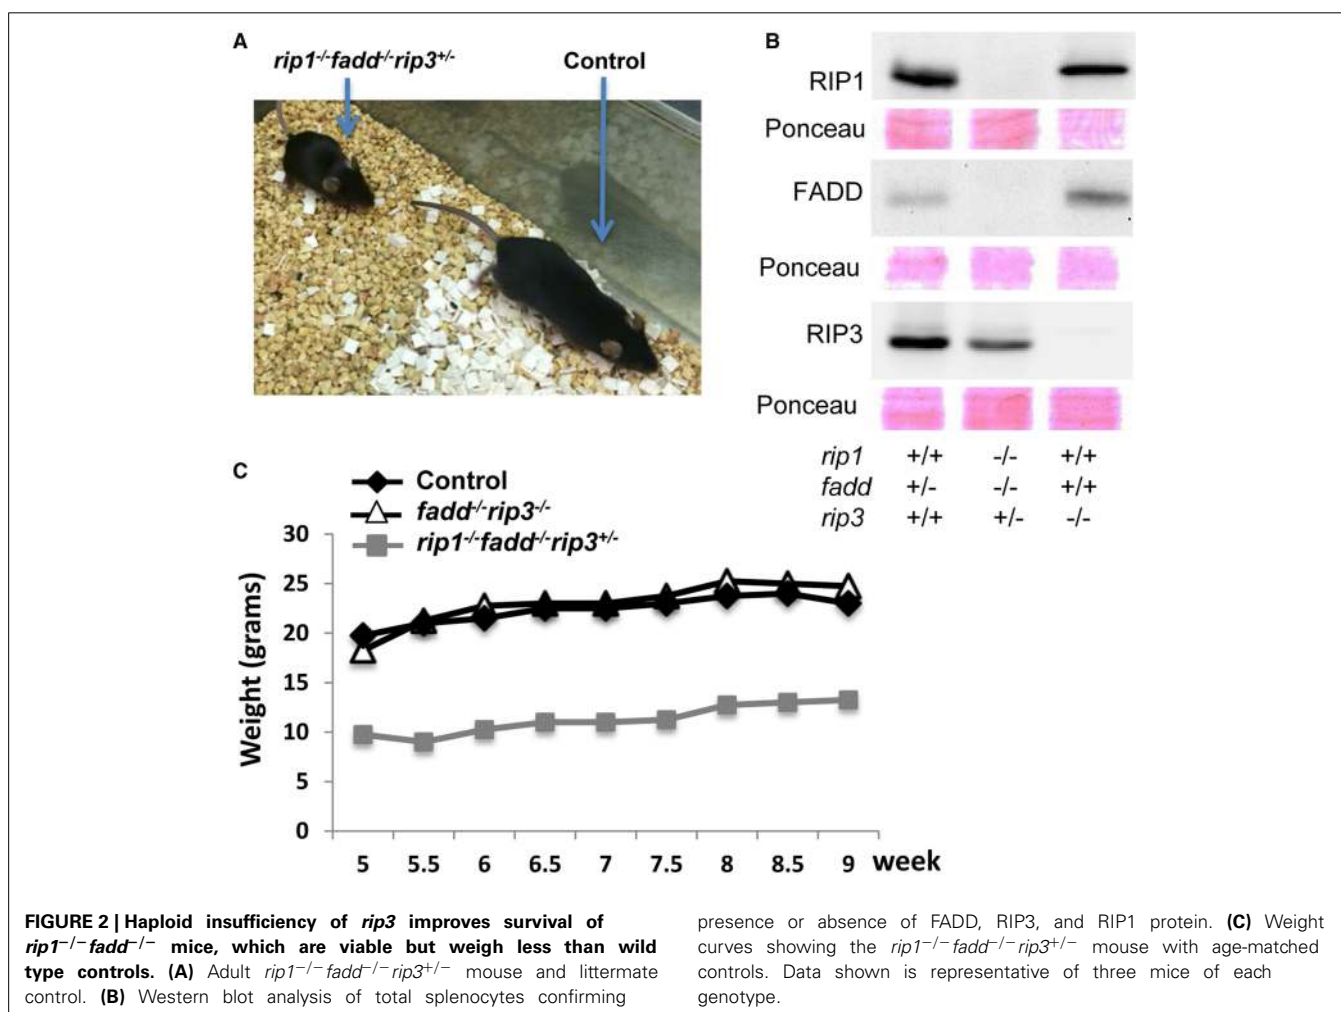 A
rip1-/-fadd-/-rip3+/-
Control
B
RIP1
Ponceau
FADD
Ponceau
RIP3
Ponceau
rip1 +/+ -/- +/+
fadd +/- -/- +/+
rip3 +/+ +/- -/-
C
Control
fadd-/-rip3-/-
rip1-/-fadd-/-rip3+/-
Weight (grams)
30
25
20
15
10
5
0
5 5.5 6 6.5 7 7.5 8 8.5 9 week
FIGURE 2 | Haploid insufficiency of rip3 improves survival of
rip1−/−fadd−/− mice, which are viable but weigh less than wild
type controls. (A) Adult rip1−/−fadd−/−rip3+/− mouse and littermate
control. (B) Western blot analysis of total splenocytes confirming
presence or absence of FADD, RIP3, and RIP1 protein. (C) Weight
curves showing the rip1−/−fadd−/−rip3+/− mouse with age-matched
controls. Data shown is representative of three mice of each
genotype.